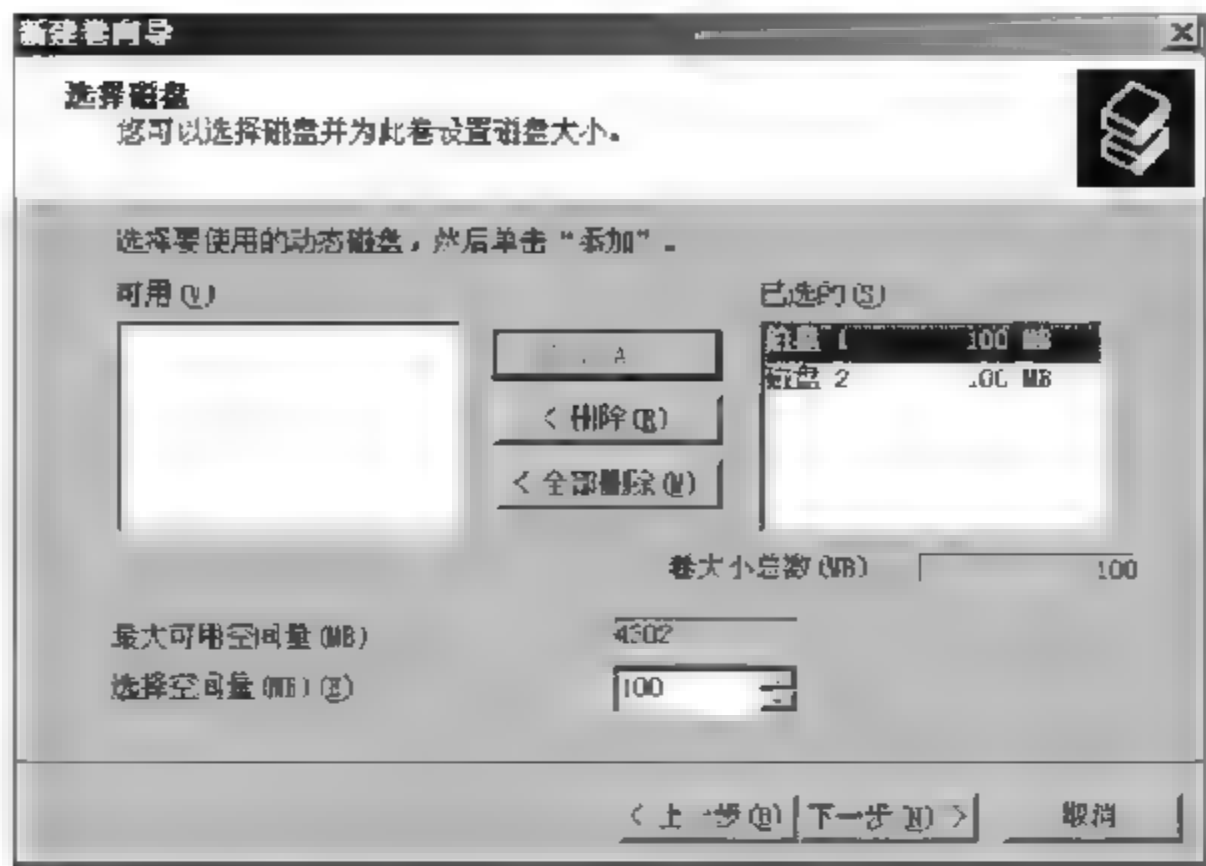 新建卷向导
选择磁盘
您可以选择磁盘并为此卷设置磁盘大小。
选择要使用的动态磁盘，然后单击“添加”。
可用(V)
已选的(S)
磁盘 1 100 MB
磁盘 2 100 MB
< 删除(R)
< 全部删除(M)
卷大小总数(MB) 100
最大可用空间量(MB) 4302
选择空间量(MB)(E) 100
< 上一步(B) 下一步(N) > 取消